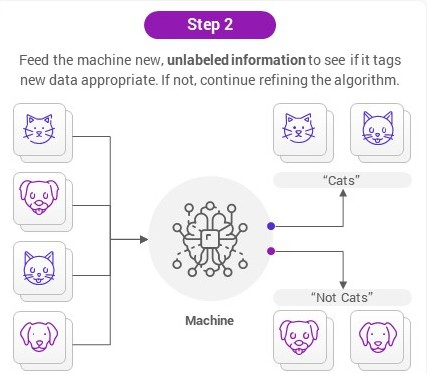 Step 2
Feed the machine new, unlabeled information to see if it tags
new data appropriate. If not, continue refining the algorithm.
“Cats”
“Not Cats”
Machine